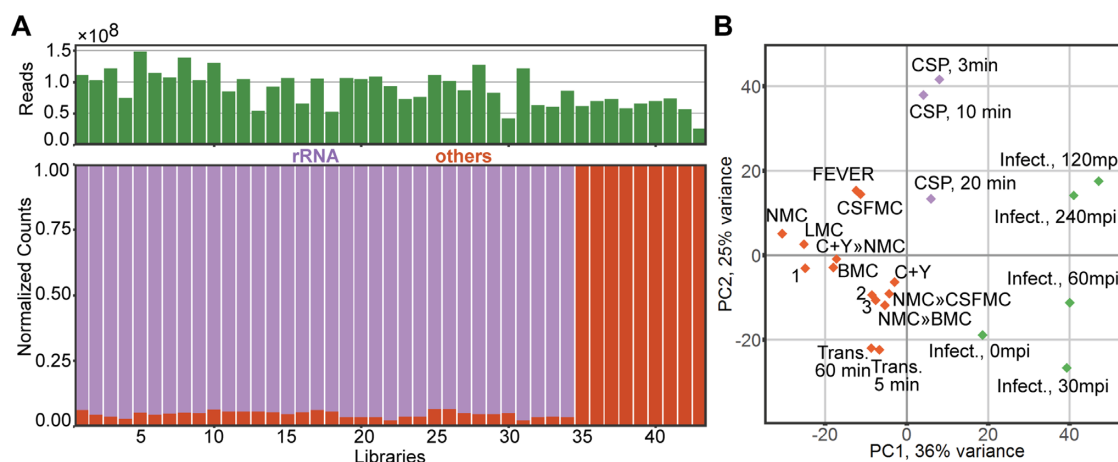 A
×10⁸
Reads
1.5
1.0
0.5
0.0
rRNA
others
Normalized Counts
1.00
0.75
0.50
0.25
0.00
5
10
15
20
25
30
35
40
Libraries
B
PC2, 25% variance
40
20
0
-20
CSP, 3min
CSP, 10 min
Infect., 120mp
FEVER
CSP, 20 min
CSFMC
Infect., 240mpi
NMC
LMC
C+Y»NMC
1
BMC
C+Y
Infect., 60mpi
2
NMC»CSFMC
3
NMC»BMC
Trans.
60 min
Trans.
5 min
Infect., 0mpi
Infect., 30mpi
-20
0
20
40
PC1, 36% variance